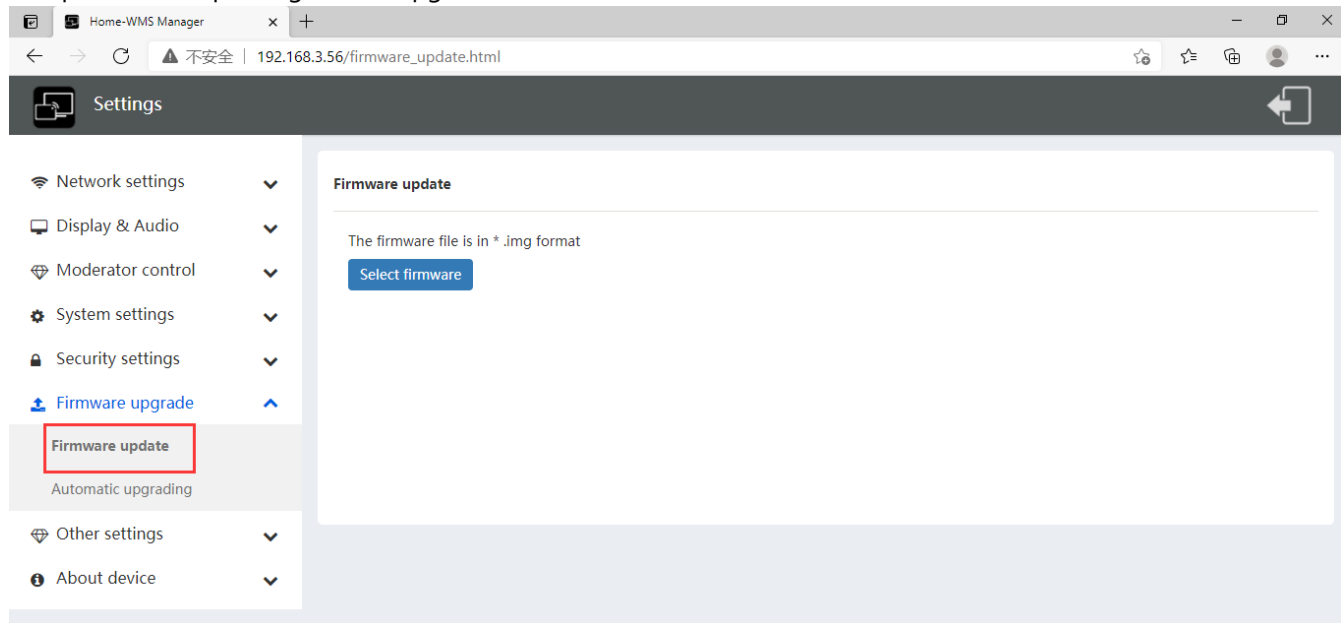 Home-WMS Manager
不安全 | 192.168.3.56/firmware_update.html
Settings
Network settings
Display & Audio
Moderator control
System settings
Security settings
Firmware upgrade
Firmware update
Automatic upgrading
Other settings
About device
Firmware update
The firmware file is in * .img format
Select firmware